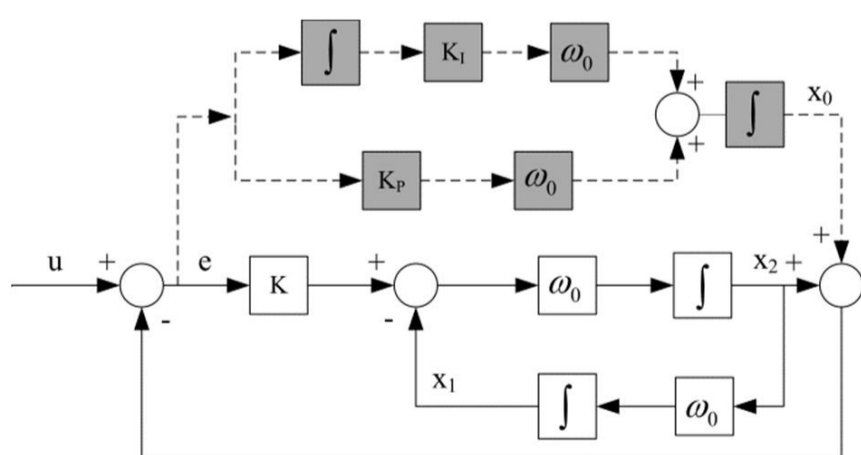 ∫ K_I ω_0 + ∫ x_0
+
K_P ω_0
+
u + e K + ω_0 ∫ x_2 +
- -
x_1 ∫ ω_0